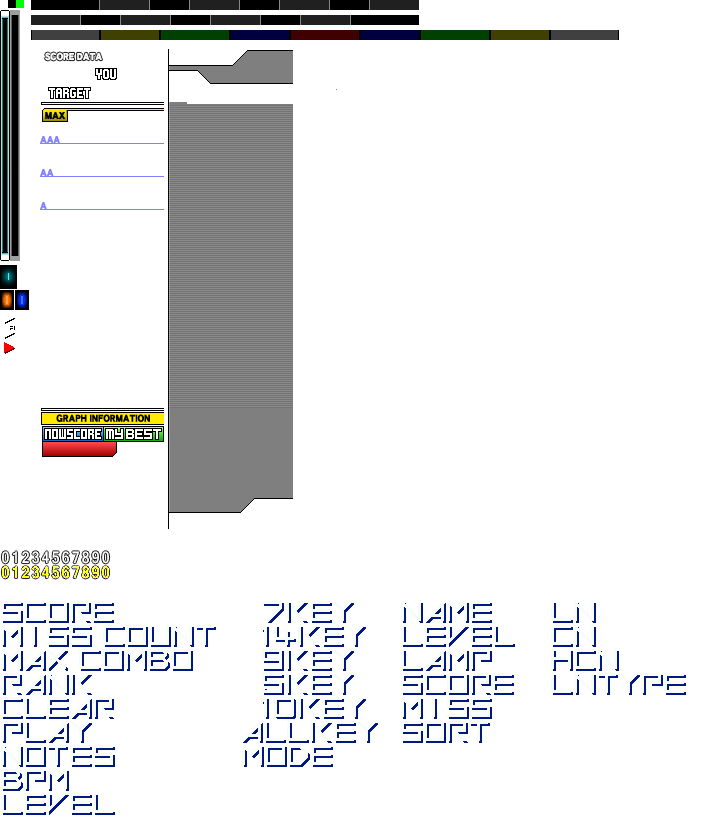 SCORE DATA
YOU
TARGET
MAX
AAA
AA
A
GRAPH INFORMATION
NOWSCORE MY BEST
01234567890
01234567890
SCORE 7KEY NAME LN
MISS COUNT 14KEY LEVEL CN
MAX COMBO 9KEY LAMP HCN
RANK 5KEY SCORE LNTYPE
CLEAR 10KEY MISS
PLAY ALLKEY SORT
NOTES MODE
BPM
LEVEL